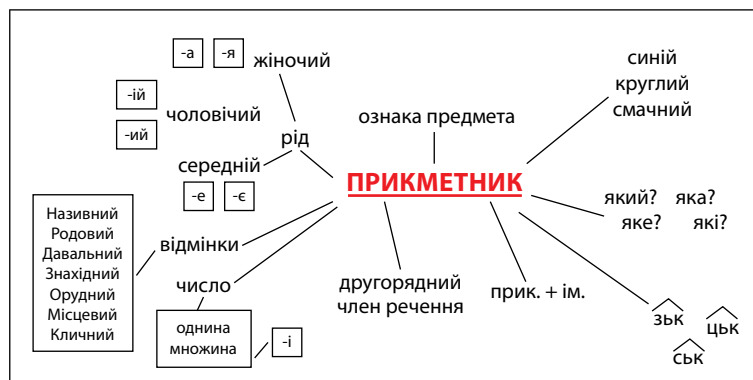 -а -я жіночий
-ій
-ий
чоловічий
рід
середній
-е -є
ознака предмета
синій
круглий
смачний
ПРИКМЕТНИК
який? яка?
яке? які?
Називний
Родовий
Давальний
Знахідний
Орудний
Місцевий
Кличний
відмінки
число
однина
множина
-і
другорядний
член речення
прик. + ім.
зьк
цьк
ськ